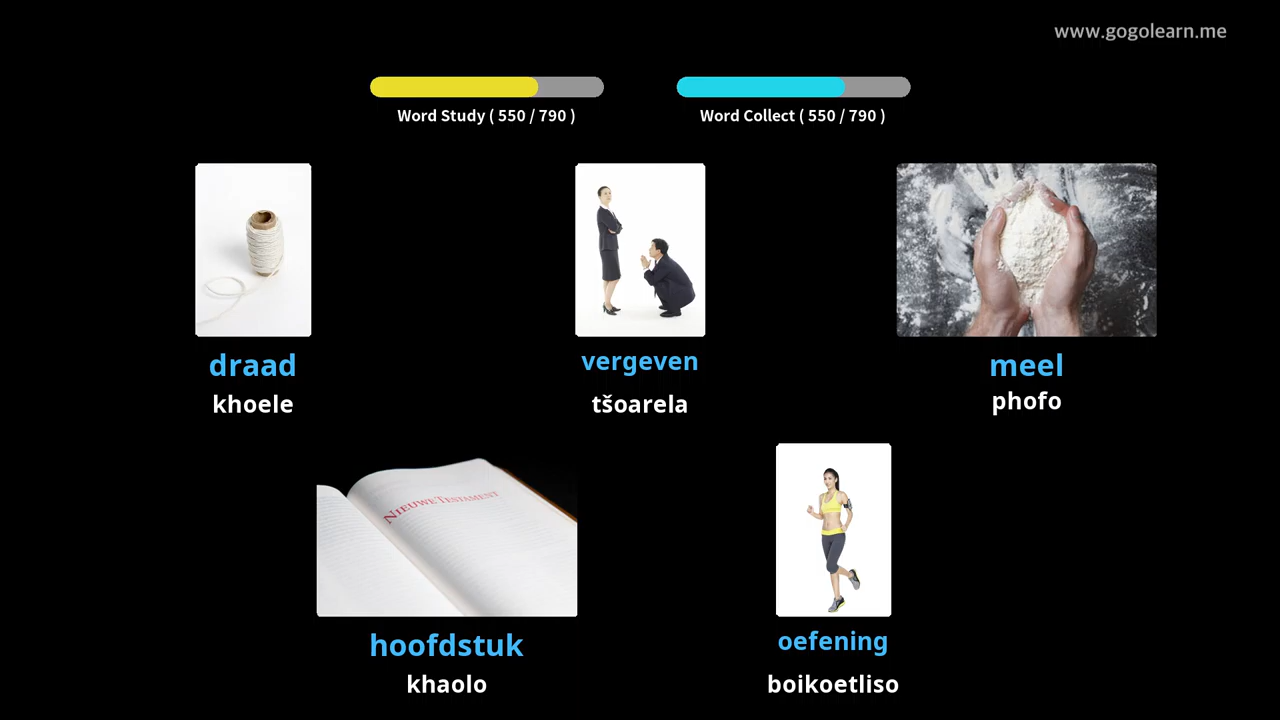 www.gogolearn.me
Word Study ( 550 / 790 )
Word Collect ( 550 / 790 )
draad
khoele
vergeven
tšoarela
meel
phofo
NIEUWE TESTAMENT
hoofdstuk
khaolo
oefening
boikoetliso